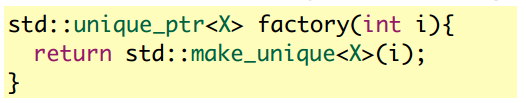 std::unique_ptr<X> factory(int i){
return std::make_unique<X>(i);
}